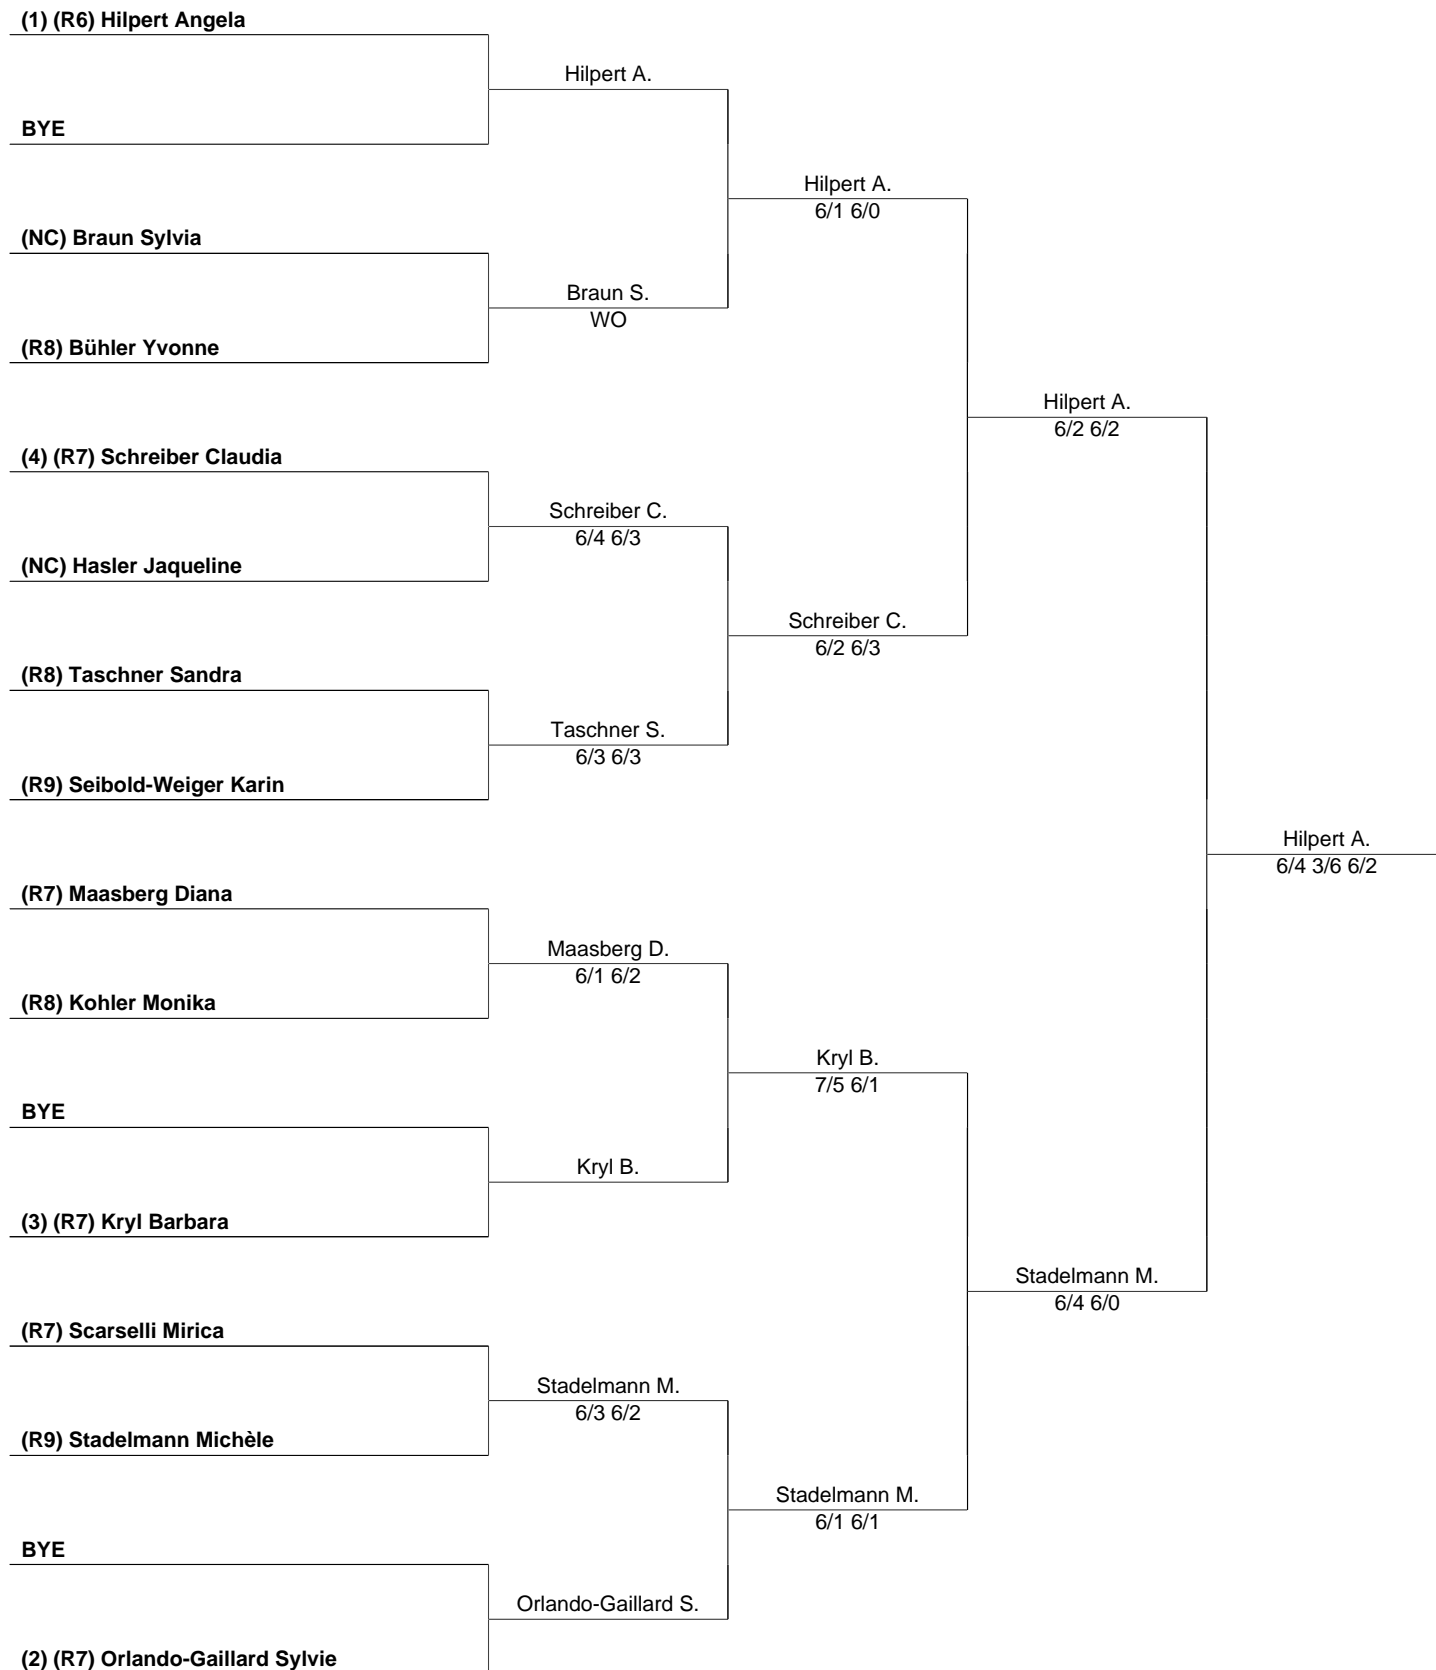 (1) (R6) Hilpert Angela
Hilpert A.
BYE
Hilpert A.
6/1 6/0
(NC) Braun Sylvia
Braun S.
WO
(R8) Bühler Yvonne
Hilpert A.
6/2 6/2
(4) (R7) Schreiber Claudia
Schreiber C.
6/4 6/3
(NC) Hasler Jaqueline
Schreiber C.
6/2 6/3
(R8) Taschner Sandra
Taschner S.
6/3 6/3
(R9) Seibold-Weiger Karin
Hilpert A.
6/4 3/6 6/2
(R7) Maasberg Diana
Maasberg D.
6/1 6/2
(R8) Kohler Monika
Kryl B.
7/5 6/1
BYE
Kryl B.
(3) (R7) Kryl Barbara
Stadelmann M.
6/4 6/0
(R7) Scarselli Mirica
Stadelmann M.
6/3 6/2
(R9) Stadelmann Michèle
Stadelmann M.
6/1 6/1
BYE
Orlando-Gaillard S.
(2) (R7) Orlando-Gaillard Sylvie